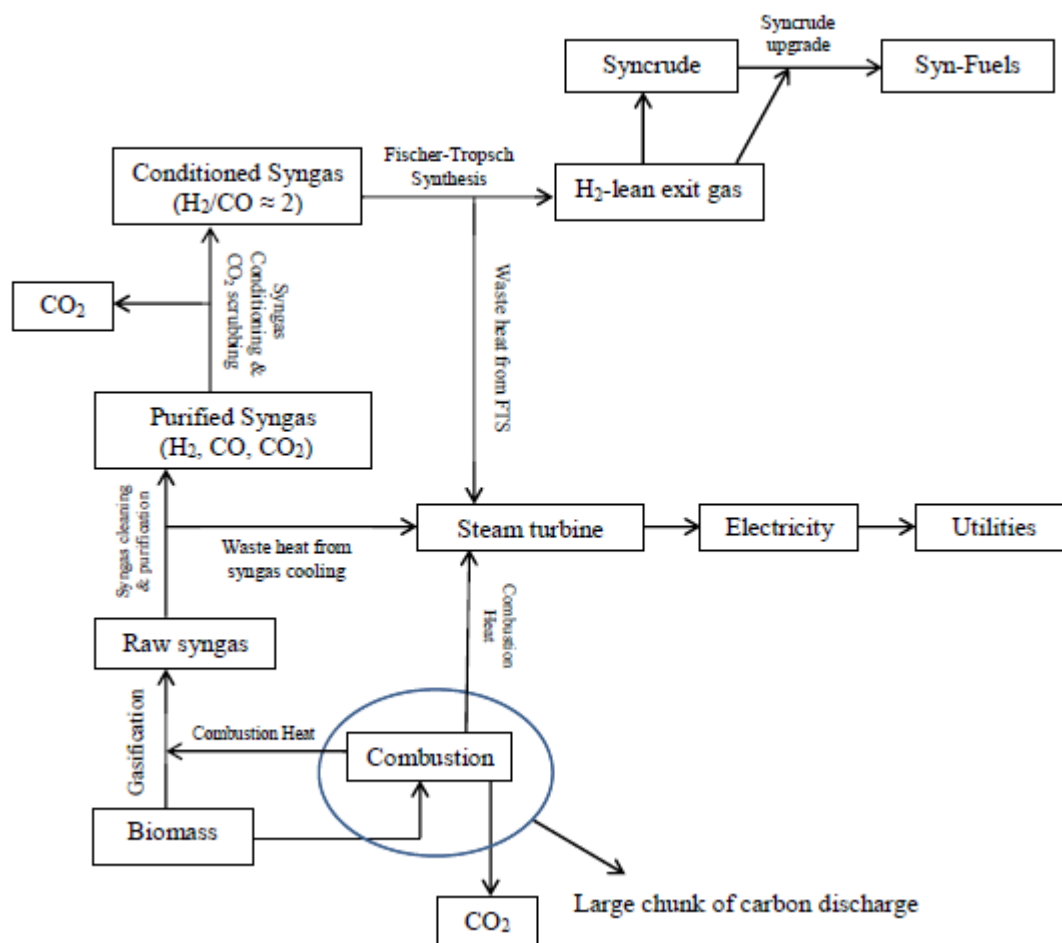 Syncrude
upgrade
Syncrude
Syn-Fuels
Conditioned Syngas
(H₂/CO ≈ 2)
Fischer-Tropsch
Synthesis
H₂-lean exit gas
CO₂
Syngas
Conditioning &
CO₂ scrubbing
Waste heat from FTS
Purified Syngas
(H₂, CO, CO₂)
Syngas cleaning
& purification
Waste heat from
syngas cooling
Steam turbine
Electricity
Utilities
Raw syngas
Combustion
Heat
Gasification
Combustion Heat
Combustion
Biomass
CO₂
Large chunk of carbon discharge